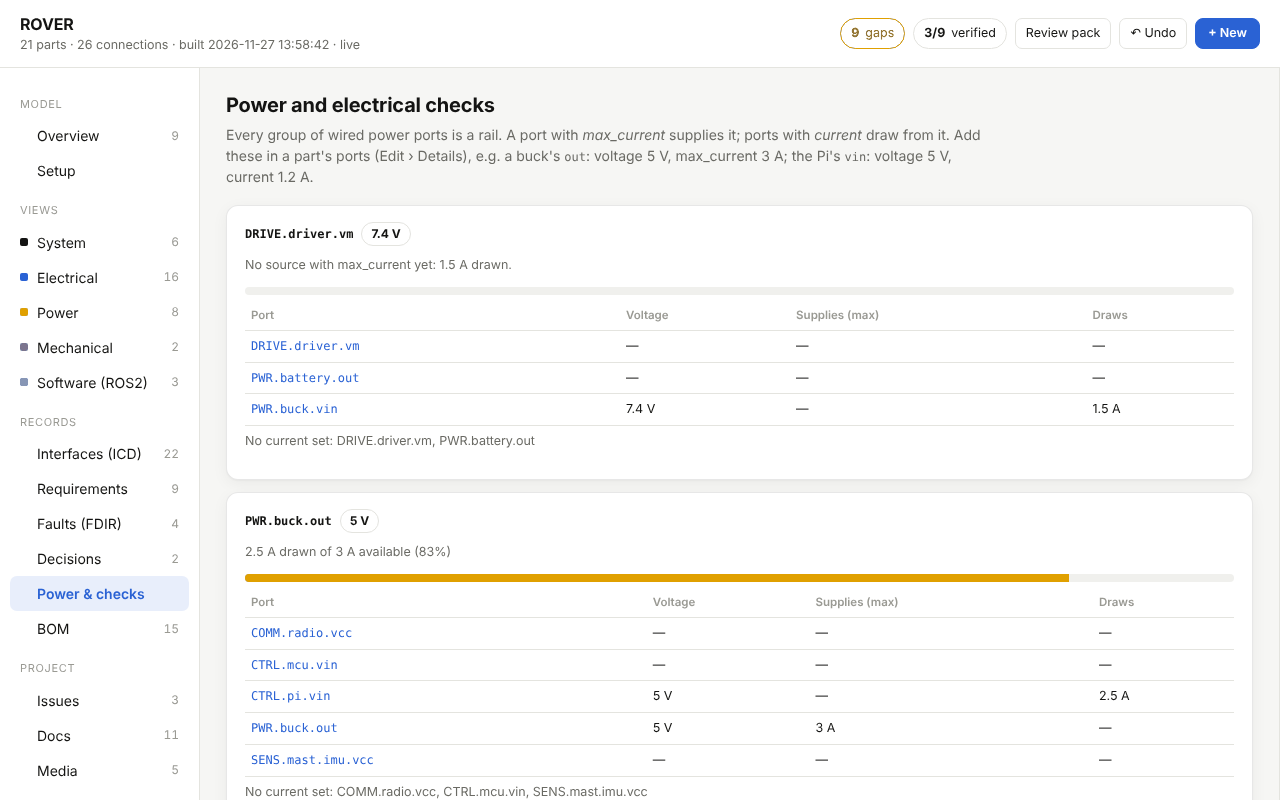 ROVER
21 parts · 26 connections · built 2026-11-27 13:58:42 · live
9 gaps
3/9 verified
Review pack
↶ Undo
+ New
MODEL
Overview 9
Setup
VIEWS
System 6
Electrical 16
Power 8
Mechanical 2
Software (ROS2) 3
RECORDS
Interfaces (ICD) 22
Requirements 9
Faults (FDIR) 4
Decisions 2
Power & checks
BOM 15
PROJECT
Issues 3
Docs 11
Media 5
Power and electrical checks
Every group of wired power ports is a rail. A port with max_current supplies it; ports with current draw from it. Add
these in a part's ports (Edit › Details), e.g. a buck's out: voltage 5 V, max_current 3 A; the Pi's vin: voltage 5 V,
current 1.2 A.
DRIVE.driver.vm 7.4 V
No source with max_current yet: 1.5 A drawn.
Port Voltage Supplies (max) Draws
DRIVE.driver.vm — — —
PWR.battery.out — — —
PWR.buck.vin 7.4 V — 1.5 A
No current set: DRIVE.driver.vm, PWR.battery.out
PWR.buck.out 5 V
2.5 A drawn of 3 A available (83%)
Port Voltage Supplies (max) Draws
COMM.radio.vcc — — —
CTRL.mcu.vin — — —
CTRL.pi.vin 5 V — 2.5 A
PWR.buck.out 5 V 3 A —
SENS.mast.imu.vcc — — —
No current set: COMM.radio.vcc, CTRL.mcu.vin, SENS.mast.imu.vcc